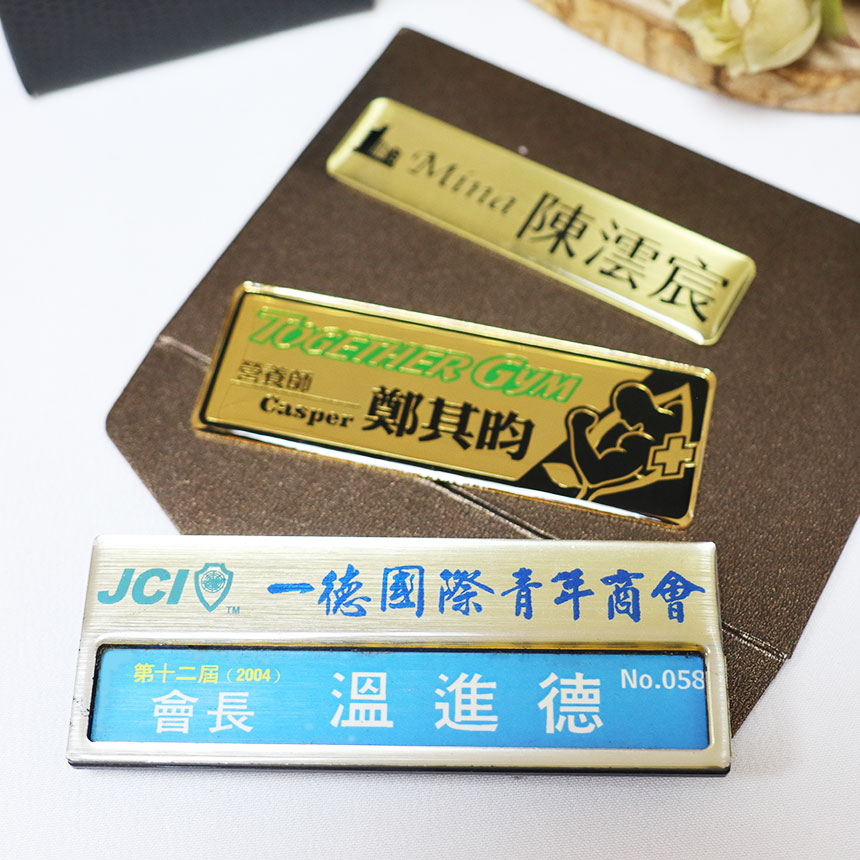 Mina 陳澐宸
TOGETHER GYM
營養師
Casper 鄭其昀
JCI™ 一德國際青年商會
第十二屆(2004)
會長 溫進德 No.058